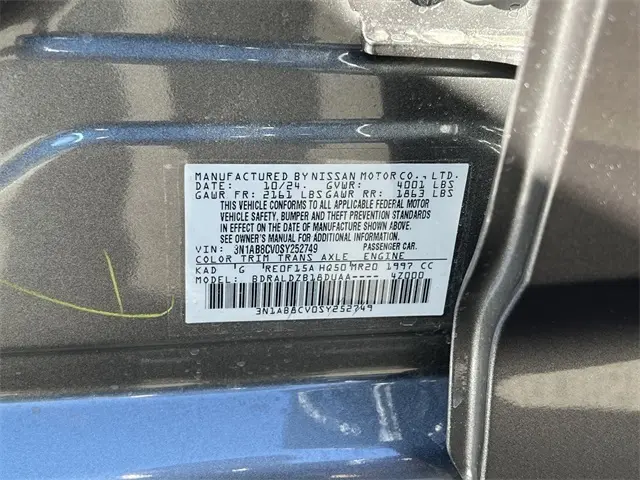 MANUFACTURED BY NISSAN MOTOR CO., LTD.
DATE: 10/24. GVWR: 4001 LBS
GAWR FR: 2161 LBS GAWR RR: 1863 LBS
THIS VEHICLE CONFORMS TO ALL APPLICABLE FEDERAL MOTOR
VEHICLE SAFETY, BUMPER AND THEFT PREVENTION STANDARDS
IN EFFECT ON THE DATE OF MANUFACTURE SHOWN ABOVE.
SEE OWNER'S MANUAL FOR ADDITIONAL INFORMATION
VIN: 3N1AB8CV0SY252749 PASSENGER CAR.
COLOR TRIM TRANS AXLE ENGINE
KAD 'G 'RE0F15A HQ50'MR20 1997 CC
MODEL: BDRALDZB18DUAA---- 4Z000
3N1AB8CV0SY252749